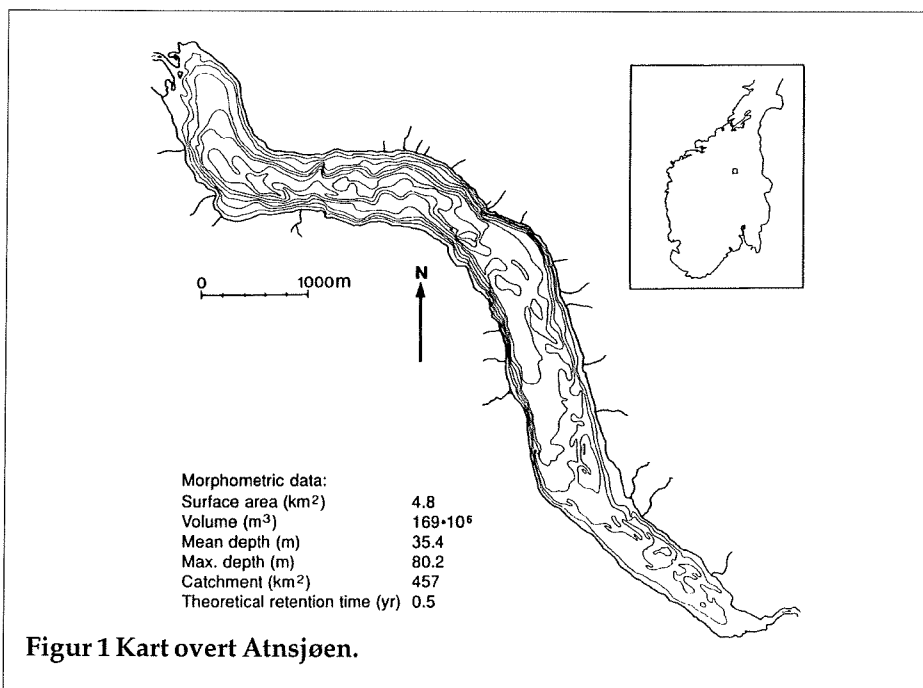 0 1000m
N
Morphometric data:
Surface area (km²) 4.8
Volume (m³) 169•10⁶
Mean depth (m) 35.4
Max. depth (m) 80.2
Catchment (km²) 457
Theoretical retention time (yr) 0.5
Figur 1 Kart overt Atnsjøen.